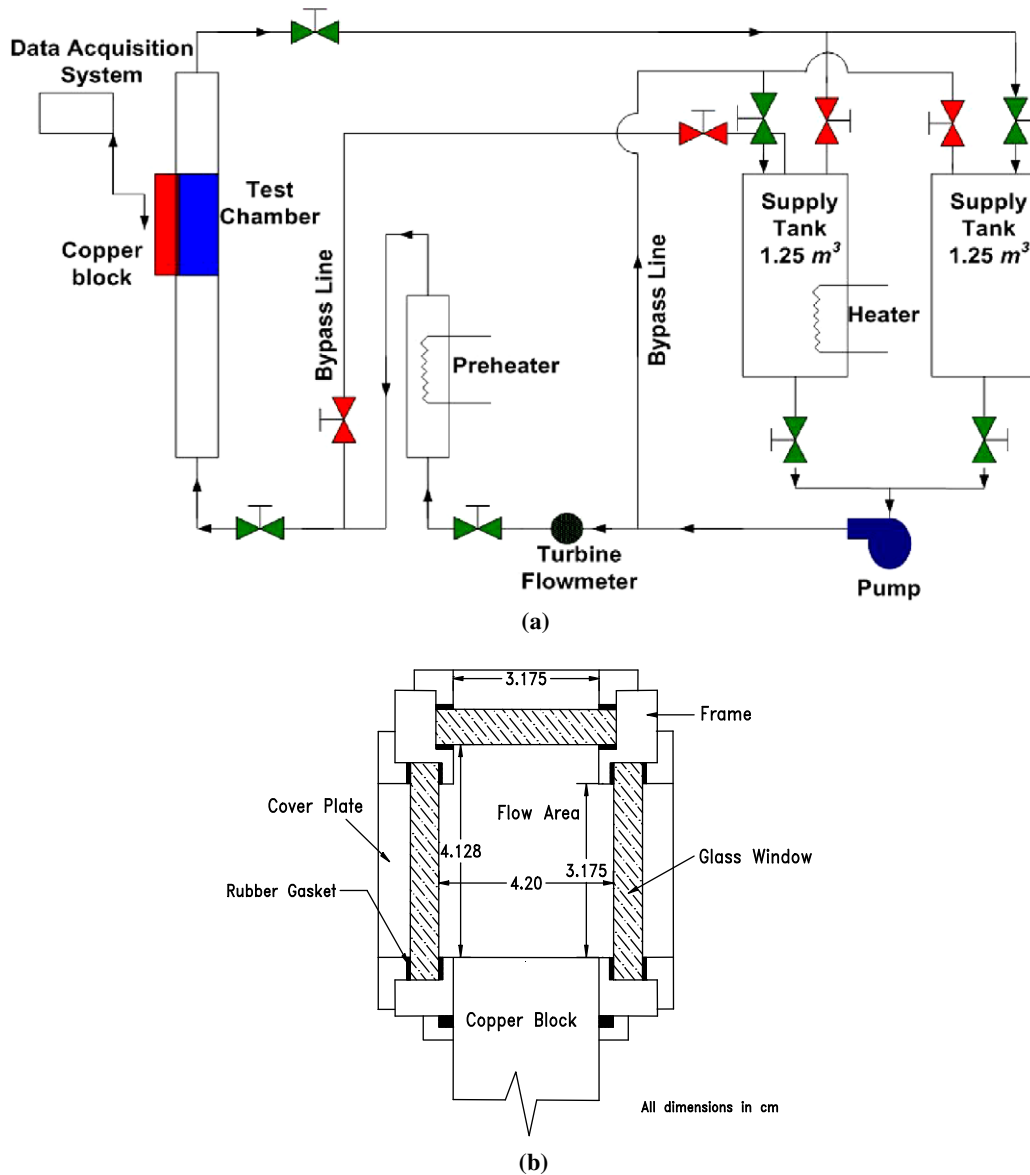 Data Acquisition
System
Test
Chamber
Copper
block
Bypass Line
Preheater
Bypass Line
Supply
Tank
1.25 m³
Supply
Tank
1.25 m³
Heater
Turbine
Flowmeter
Pump
(a)
3.175
Frame
Cover Plate
Flow Area
4.128
3.175
4.20
Glass Window
Rubber Gasket
Copper Block
All dimensions in cm
(b)